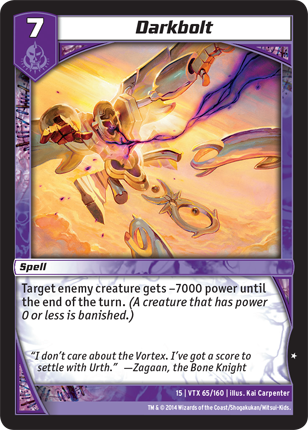 7
Darkbolt
Spell
Target enemy creature gets –7000 power until
the end of the turn. (A creature that has power
0 or less is banished.)
“I don’t care about the Vortex. I’ve got a score to
settle with Urth.” —Zagaan, the Bone Knight
15 | VTX 65/160 | illus. Kai Carpenter
TM & © 2014 Wizards of the Coast/Shogakukan/Mitsui-Kids.